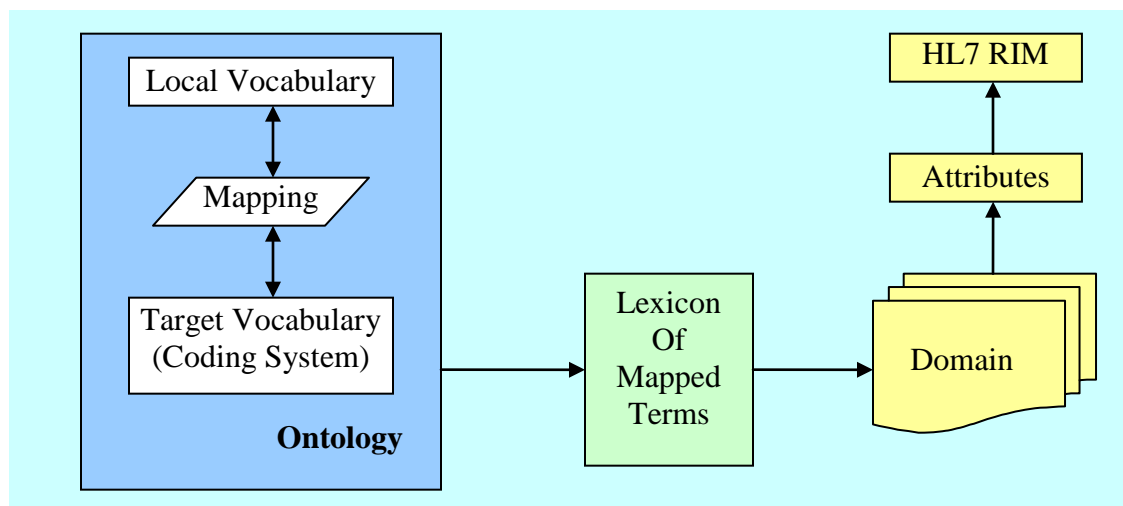 Local Vocabulary
Mapping
Target Vocabulary
(Coding System)
Ontology
Lexicon
Of
Mapped
Terms
HL7 RIM
Attributes
Domain